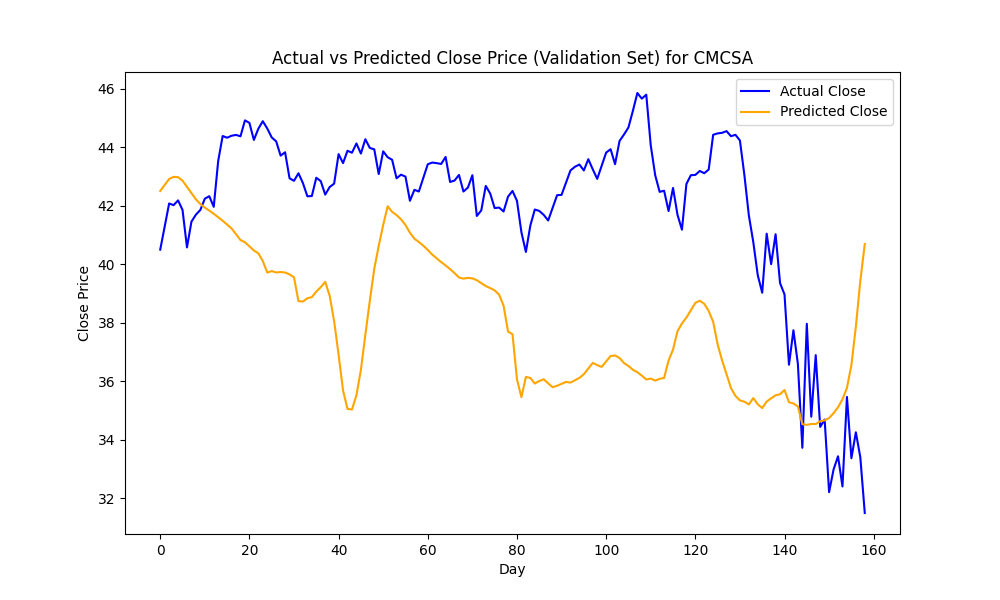 Actual vs Predicted Close Price (Validation Set) for CMCSA
Actual Close
Predicted Close
Close Price
46
44
42
40
38
36
34
32
0 20 40 60 80 100 120 140 160
Day